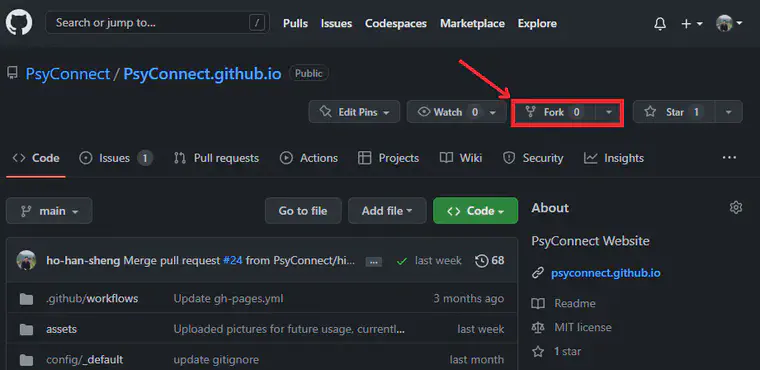 Search or jump to... /
Pulls Issues Codespaces Marketplace Explore
PsyConnect / PsyConnect.github.io Public
Edit Pins Watch 0 Fork 0 Star 1
Code Issues 1 Pull requests Actions Projects Wiki Security Insights ...
main Go to file Add file Code About
PsyConnect Website
ho-han-sheng Merge pull request #24 from PsyConnect/hi... ... last week 68
psyconnect.github.io
.github/workflows Update gh-pages.yml 3 months ago
Readme
assets Uploaded pictures for future usage, currentl... last week
MIT license
config/_default update gitignore last month
1 star